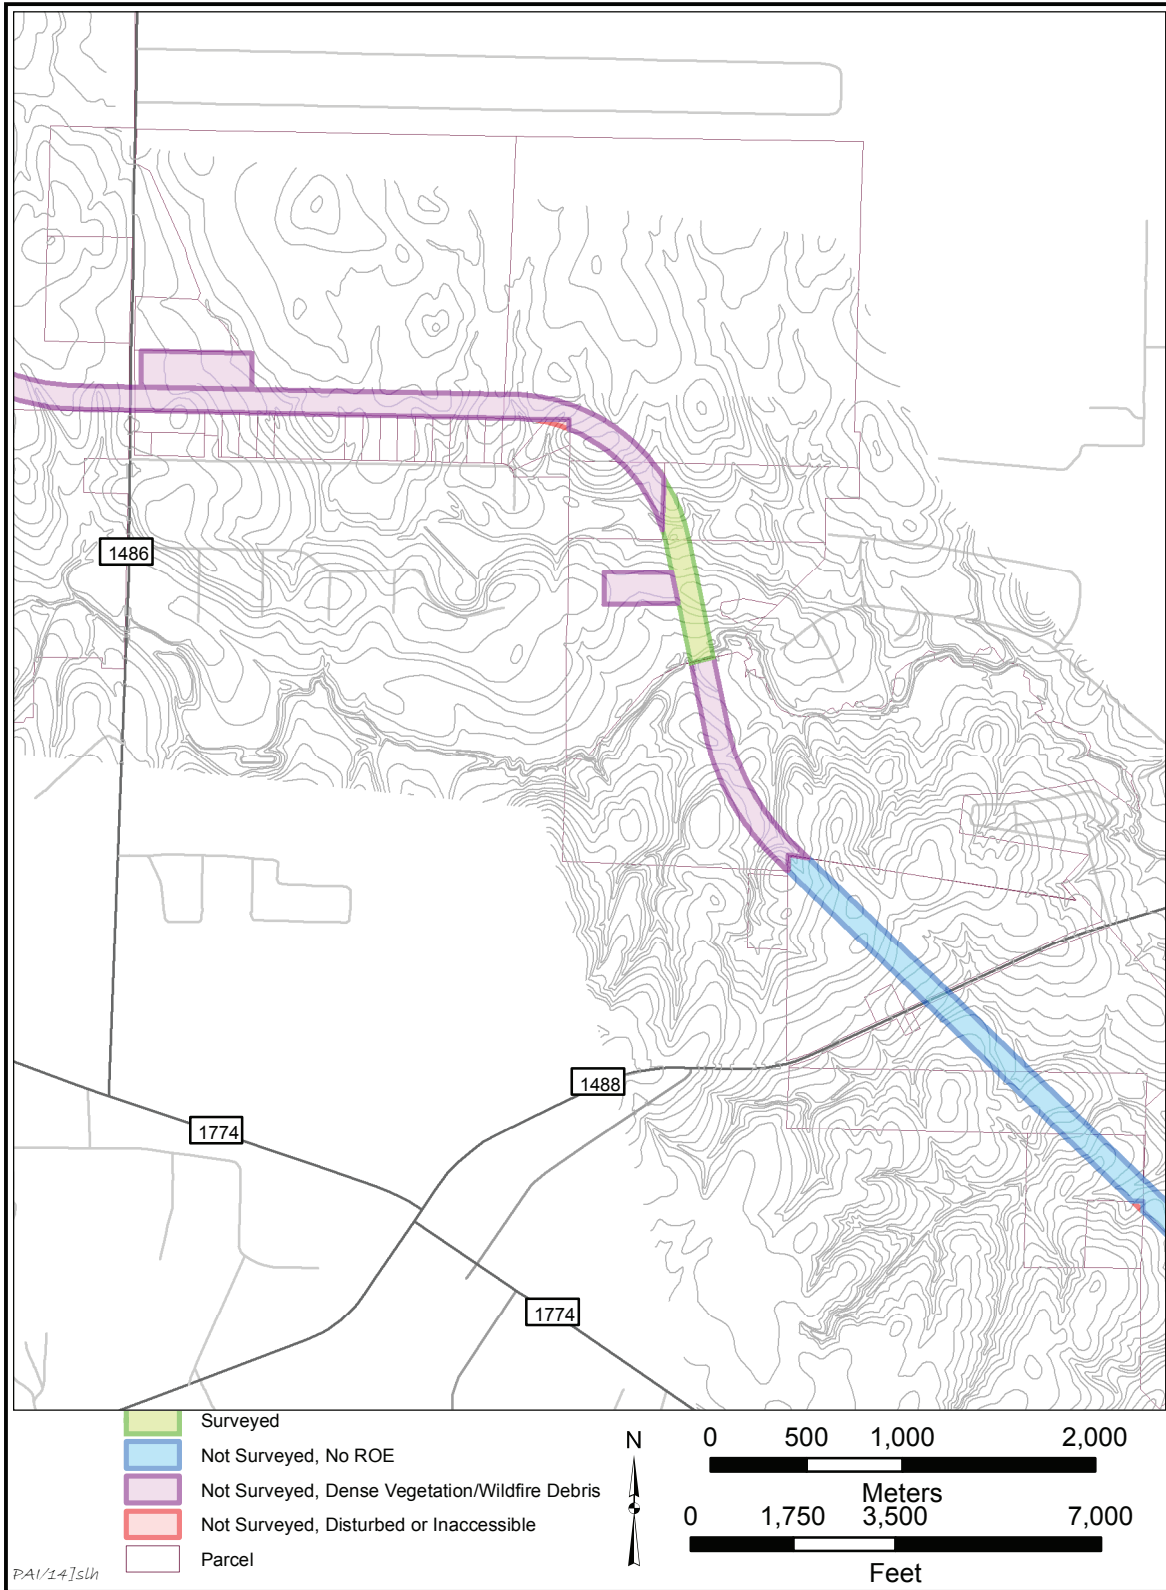 1486
1488
1774
1774
Surveyed
Not Surveyed, No ROE
Not Surveyed, Dense Vegetation/Wildfire Debris
Not Surveyed, Disturbed or Inaccessible
Parcel
N
0 500 1,000 2,000
Meters
0 1,750 3,500 7,000
Feet
PAI/14]slh